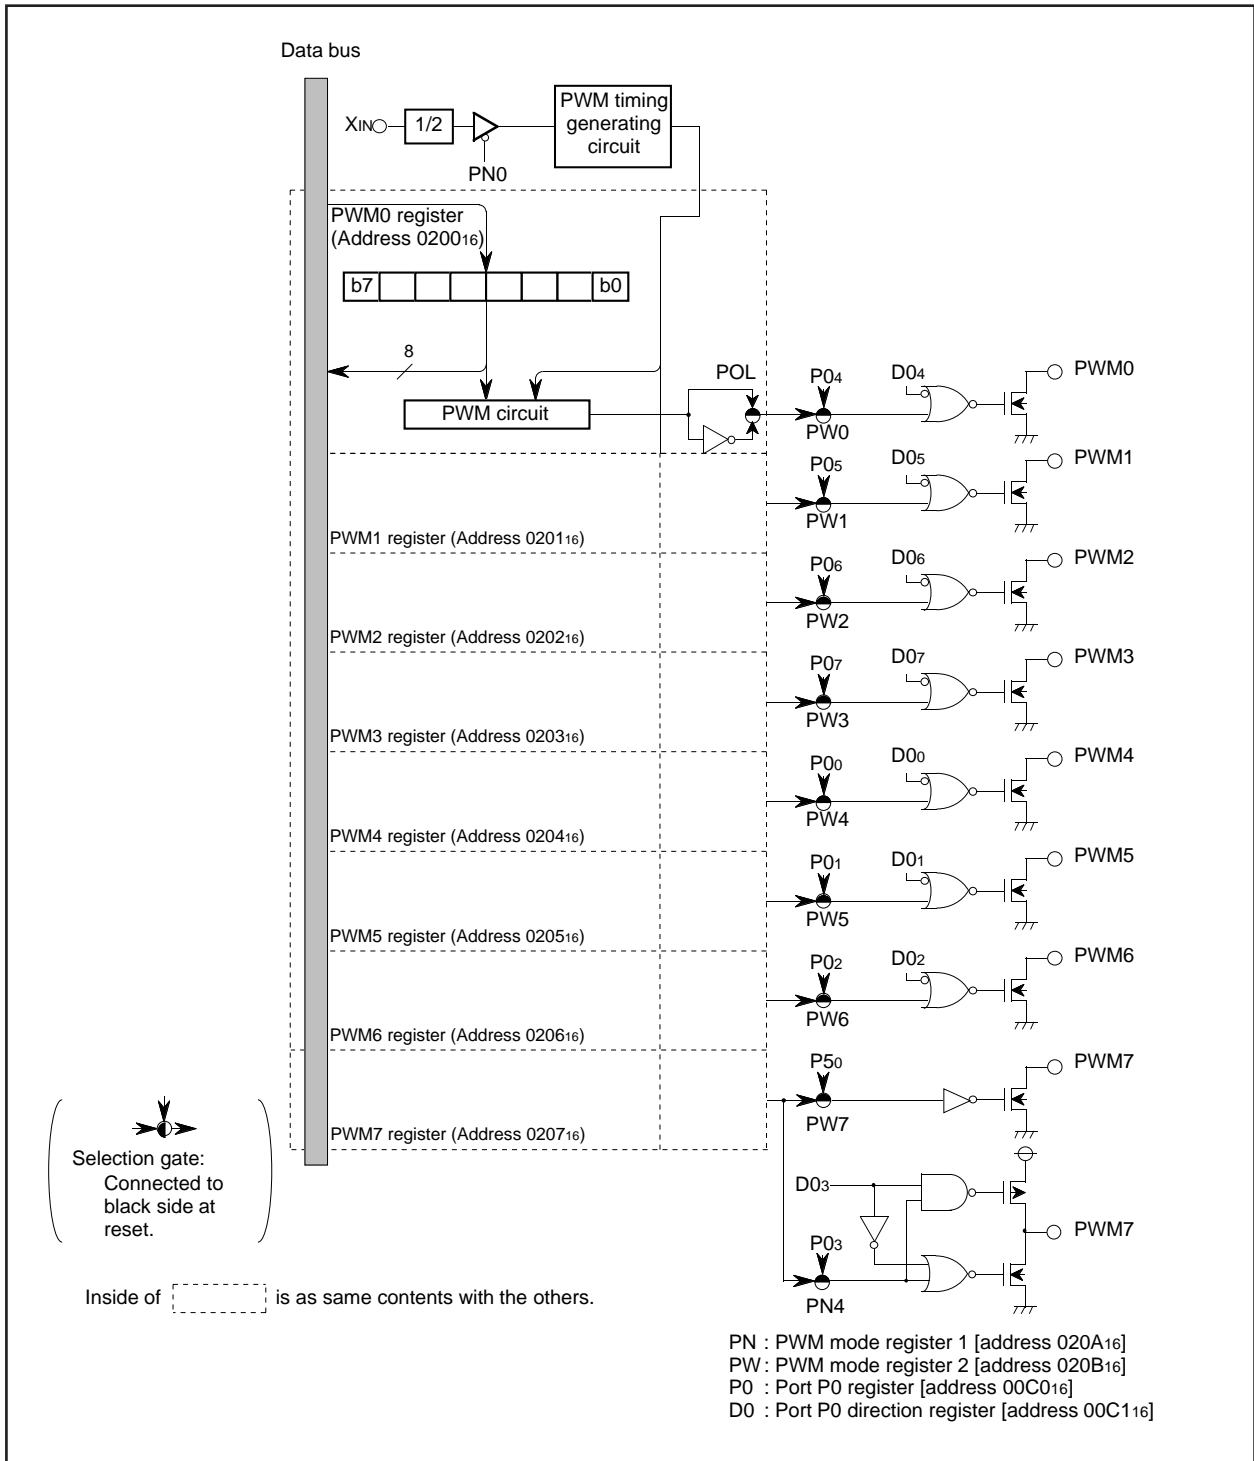 Data bus
XIN
1/2
PN0
PWM timing
generating
circuit
PWM0 register
(Address 020016)
b7
b0
8
PWM circuit
POL
P04
PW0
D04
PWM0
P05
PW1
D05
PWM1
PWM1 register (Address 020116)
P06
PW2
D06
PWM2
PWM2 register (Address 020216)
P07
PW3
D07
PWM3
PWM3 register (Address 020316)
P00
PW4
D00
PWM4
PWM4 register (Address 020416)
P01
PW5
D01
PWM5
PWM5 register (Address 020516)
P02
PW6
D02
PWM6
PWM6 register (Address 020616)
P50
PW7
PWM7
PWM7 register (Address 020716)
D03
P03
PN4
PWM7
Selection gate:
Connected to
black side at
reset.
Inside of is as same contents with the others.
PN : PWM mode register 1 [address 020A16]
PW : PWM mode register 2 [address 020B16]
P0 : Port P0 register [address 00C016]
D0 : Port P0 direction register [address 00C116]